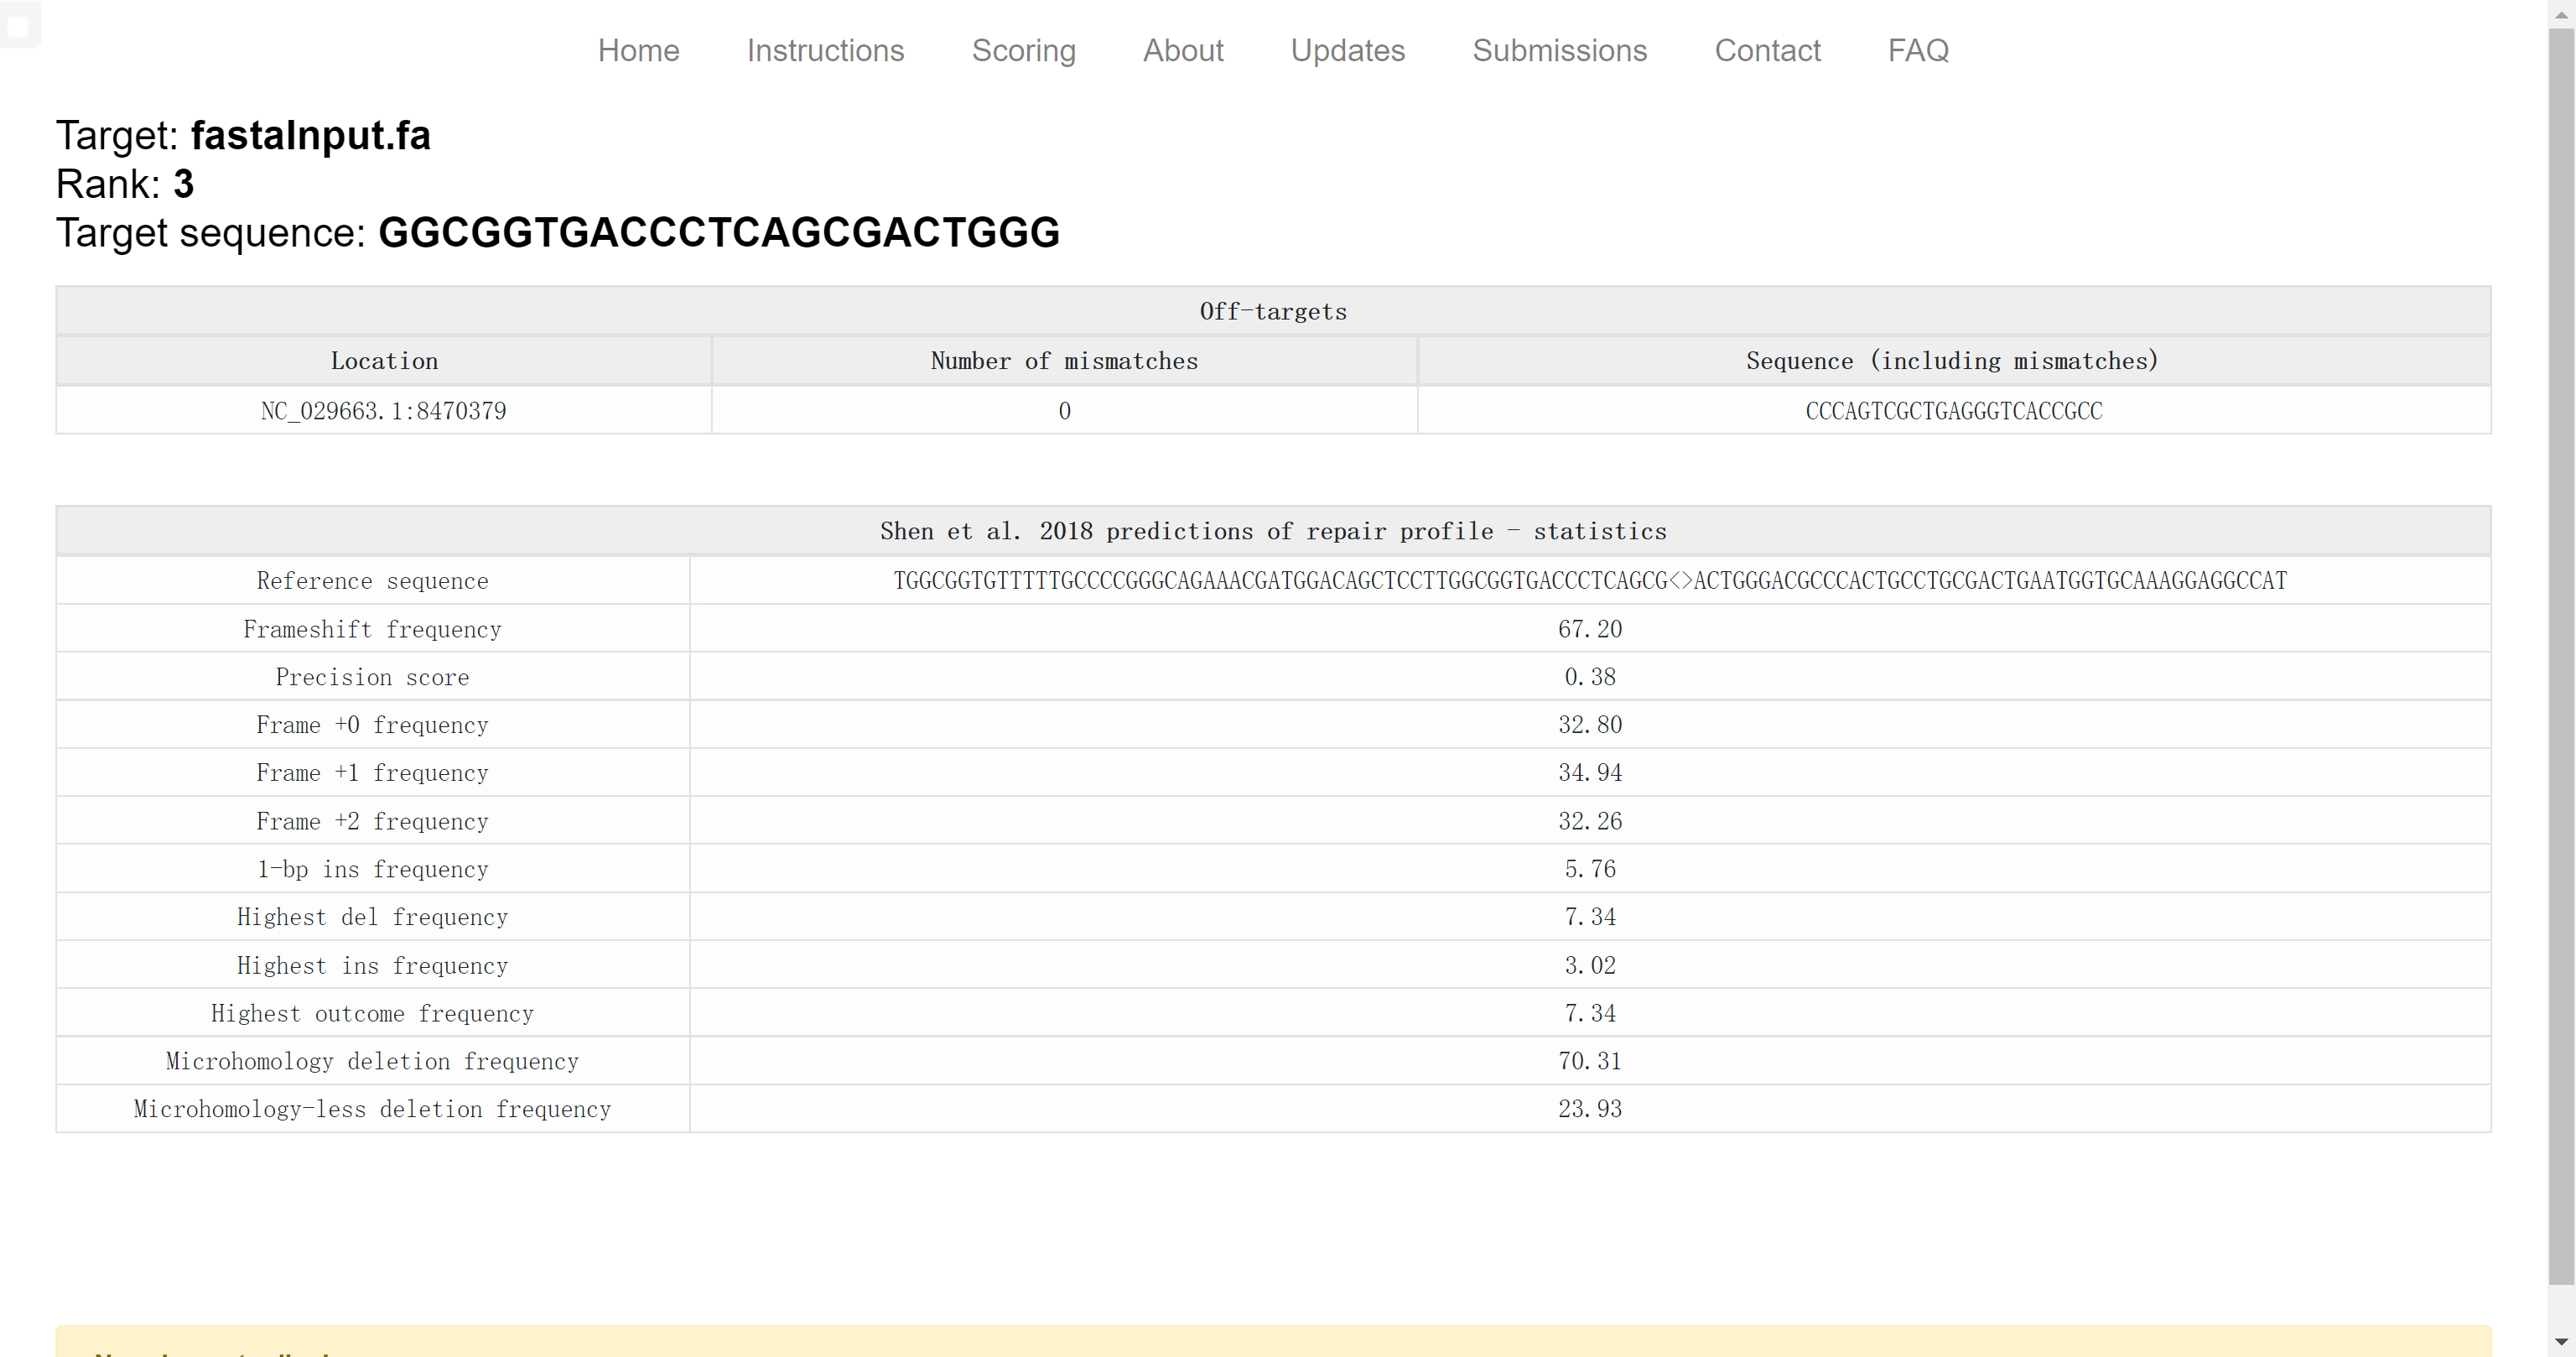 Home Instructions Scoring About Updates Submissions Contact FAQ
Target: fastaInput.fa
Rank: 3
Target sequence: GGCGGTGACCCTCAGCGACTGGG
Off-targets
Location Number of mismatches Sequence (including mismatches)
NC_029663.1:8470379 0 CCCAGTCGCTGAGGGTCACCGCC
Shen et al. 2018 predictions of repair profile - statistics
Reference sequence TGGCGGTGTTTTTGCCCCGGGCAGAAACGATGGACAGCTCCTTGGCGGTGACCCTCAGCG<>ACTGGGACGCCCACTGCCTGCGACTGAATGGTGCAAAGGAGGCCAT
Frameshift frequency 67.20
Precision score 0.38
Frame +0 frequency 32.80
Frame +1 frequency 34.94
Frame +2 frequency 32.26
1-bp ins frequency 5.76
Highest del frequency 7.34
Highest ins frequency 3.02
Highest outcome frequency 7.34
Microhomology deletion frequency 70.31
Microhomology-less deletion frequency 23.93